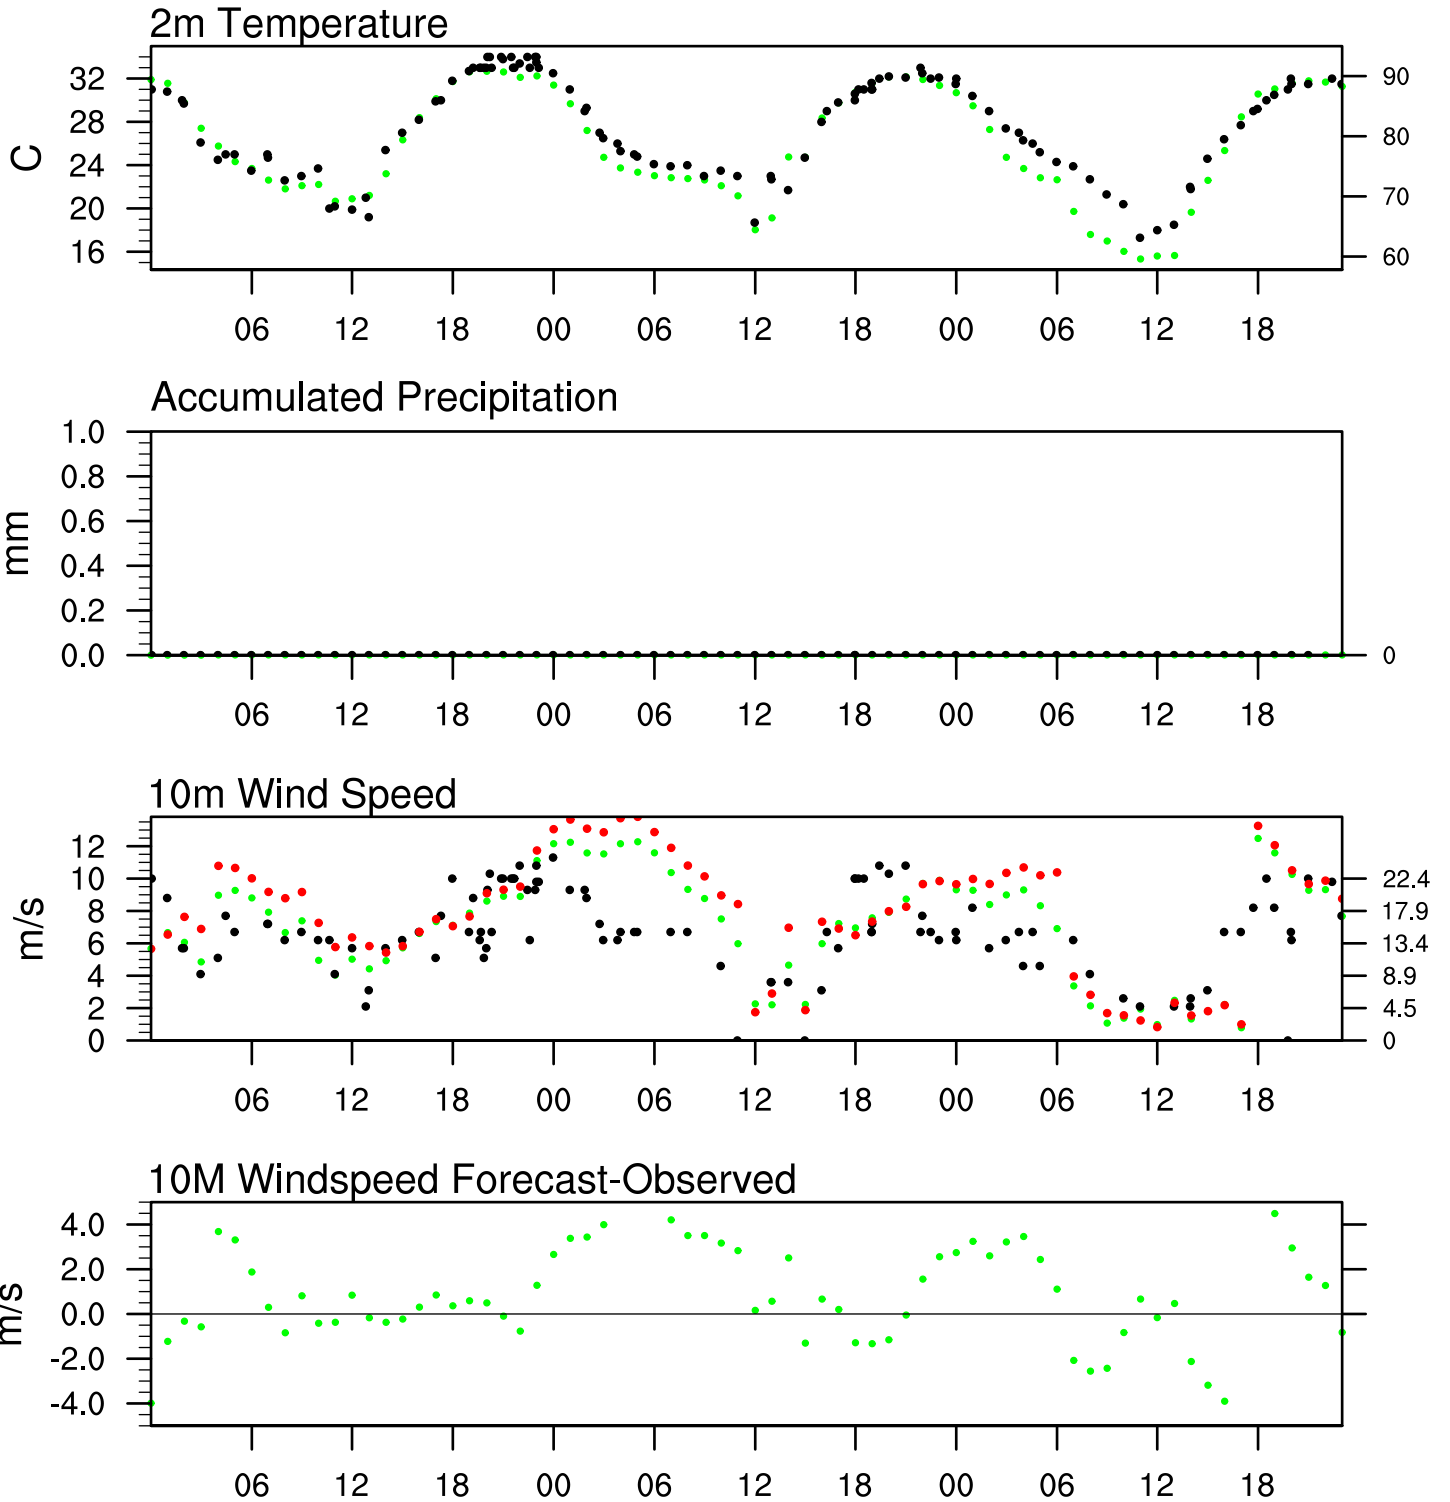 2m Temperature
32
28
24
20
16
C
90
80
70
60
06 12 18 00 06 12 18 00 06 12 18
Accumulated Precipitation
1.0
0.8
0.6
0.4
0.2
0.0
mm
0
06 12 18 00 06 12 18 00 06 12 18
10m Wind Speed
12
10
8
6
4
2
0
m/s
22.4
17.9
13.4
8.9
4.5
0
06 12 18 00 06 12 18 00 06 12 18
10M Windspeed Forecast-Observed
4.0
2.0
0.0
-2.0
-4.0
m/s
06 12 18 00 06 12 18 00 06 12 18